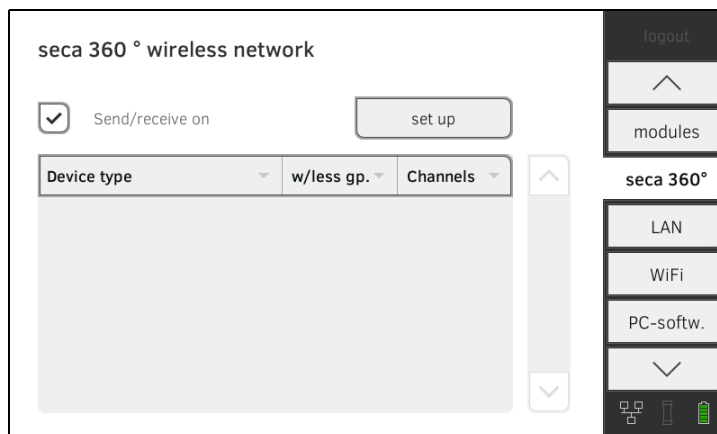 seca 360 ° wireless network
Send/receive on
set up
Device type
w/less gp.
Channels
logout
modules
seca 360°
LAN
WiFi
PC-softw.